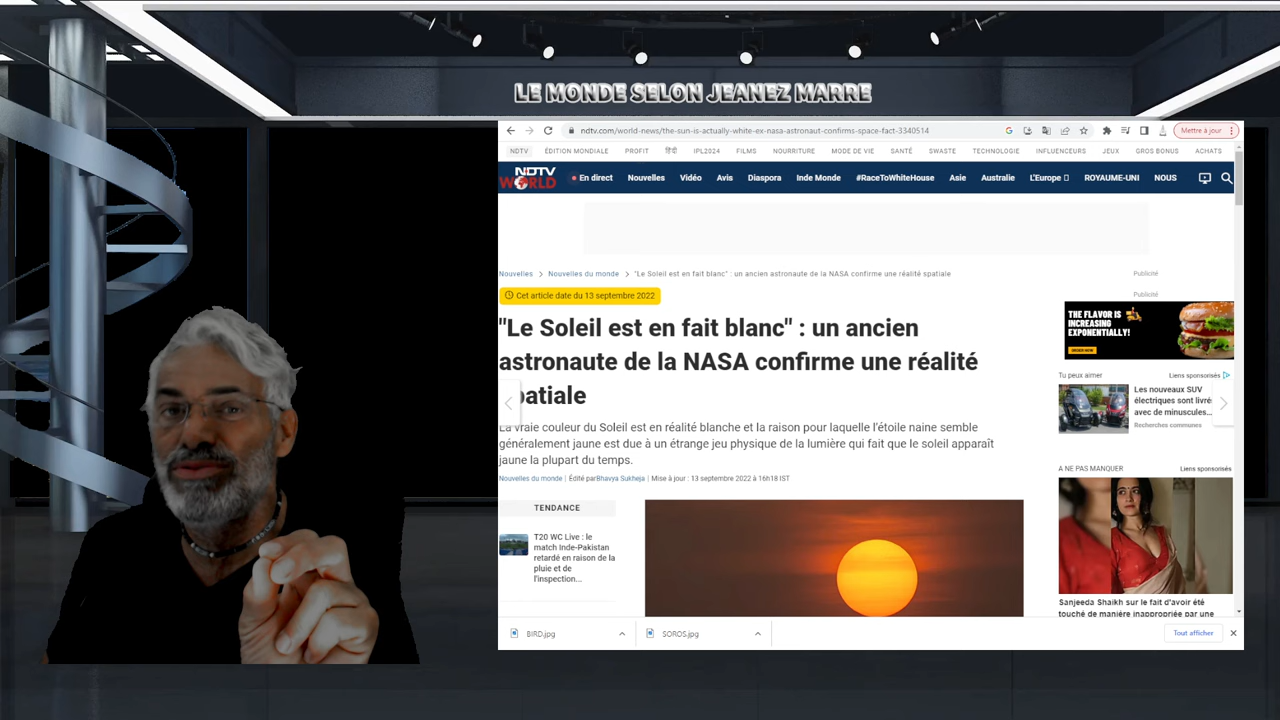 LE MONDE SELON JEANEZ MARRE
ndtv.com/world-news/the-sun-is-actually-white-ex-nasa-astronaut-confirms-space-fact-3340514
Mettre à jour
NDTV ÉDITION MONDIALE PROFIT हिंदी IPL2024 FILMS NOURRITURE MODE DE VIE SANTÉ SWASTE TECHNOLOGIE INFLUENCEURS JEUX GROS BONUS ACHATS
NDTV
WORLD
En direct Nouvelles Vidéo Avis Diaspora Inde Monde #RaceToWhiteHouse Asie Australie L'Europe ROYAUME-UNI NOUS
Nouvelles > Nouvelles du monde > "Le Soleil est en fait blanc" : un ancien astronaute de la NASA confirme une réalité spatiale
Cet article date du 13 septembre 2022
"Le Soleil est en fait blanc" : un ancien
astronaute de la NASA confirme une réalité
patiale
La vraie couleur du Soleil est en réalité blanche et la raison pour laquelle l'étoile naine semble
généralement jaune est due à un étrange jeu physique de la lumière qui fait que le soleil apparaît
jaune la plupart du temps.
Nouvelles du monde | Édité parBhavya Sukheja | Mise à jour : 13 septembre 2022 à 16h18 IST
TENDANCE
T20 WC Live : le
match Inde-Pakistan
retardé en raison de la
pluie et de
l'inspection...
Publicité
Publicité
THE FLAVOR IS
INCREASING
EXPONENTIALLY!
ORDER NOW
Tu peux aimer Liens sponsorisés
Les nouveaux SUV
électriques sont livré
avec de minuscules...
Recherches communes
A NE PAS MANQUER Liens sponsorisés
Sanjeeda Shaikh sur le fait d'avoir été
touché de manière inappropriée par une
BIRD.jpg SOROS.jpg Tout afficher